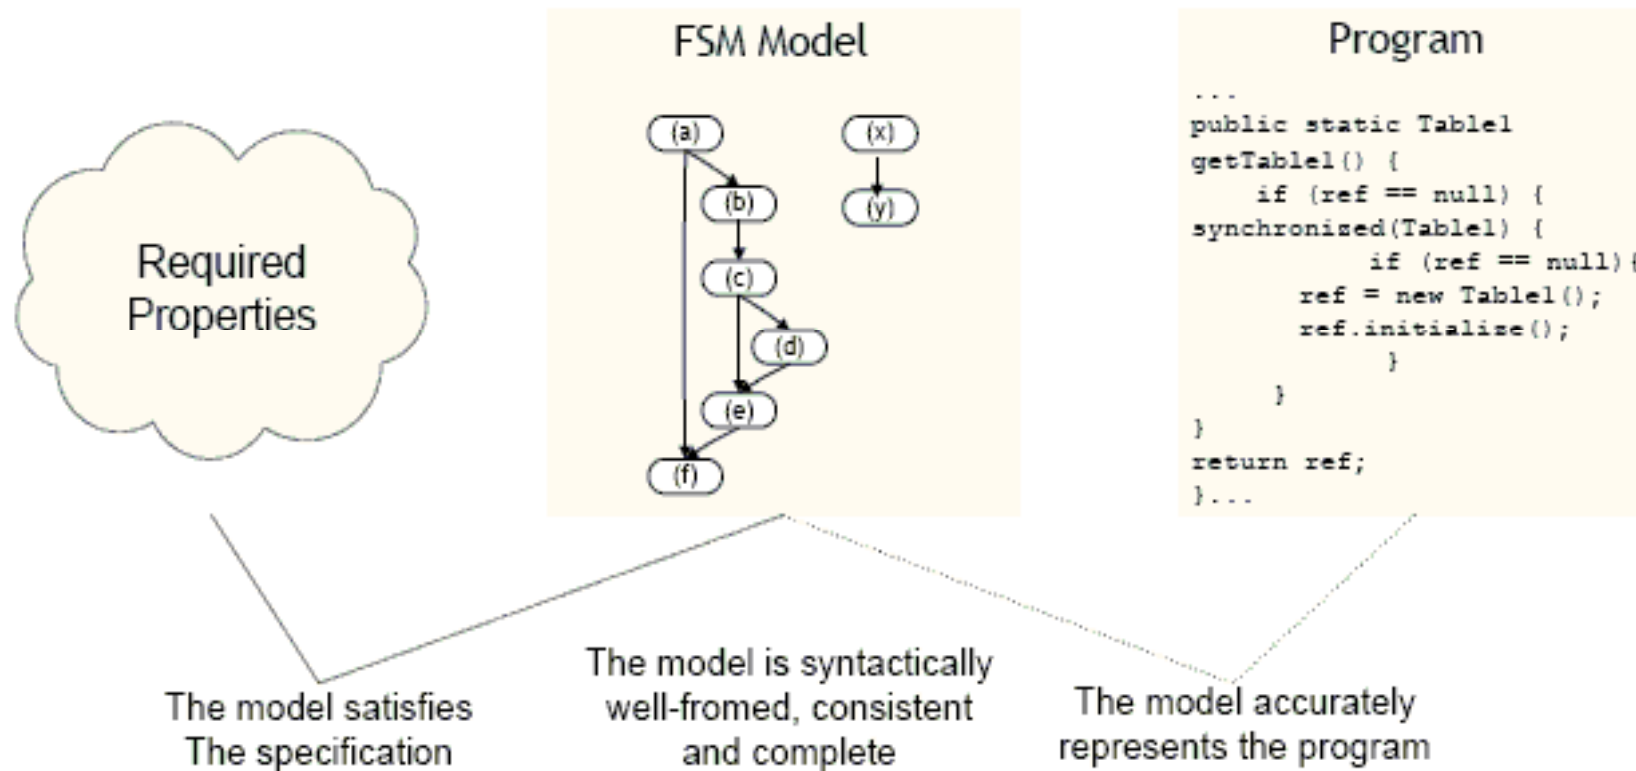 Required
Properties
FSM Model
(a)
(x)
(b)
(y)
(c)
(d)
(e)
(f)
Program
...
public static Table1
getTable1() {
if (ref == null) {
synchronized(Table1) {
if (ref == null){
ref = new Table1();
ref.initialize();
}
}
}
return ref;
}...
The model satisfies
The specification
The model is syntactically
well-fromed, consistent
and complete
The model accurately
represents the program